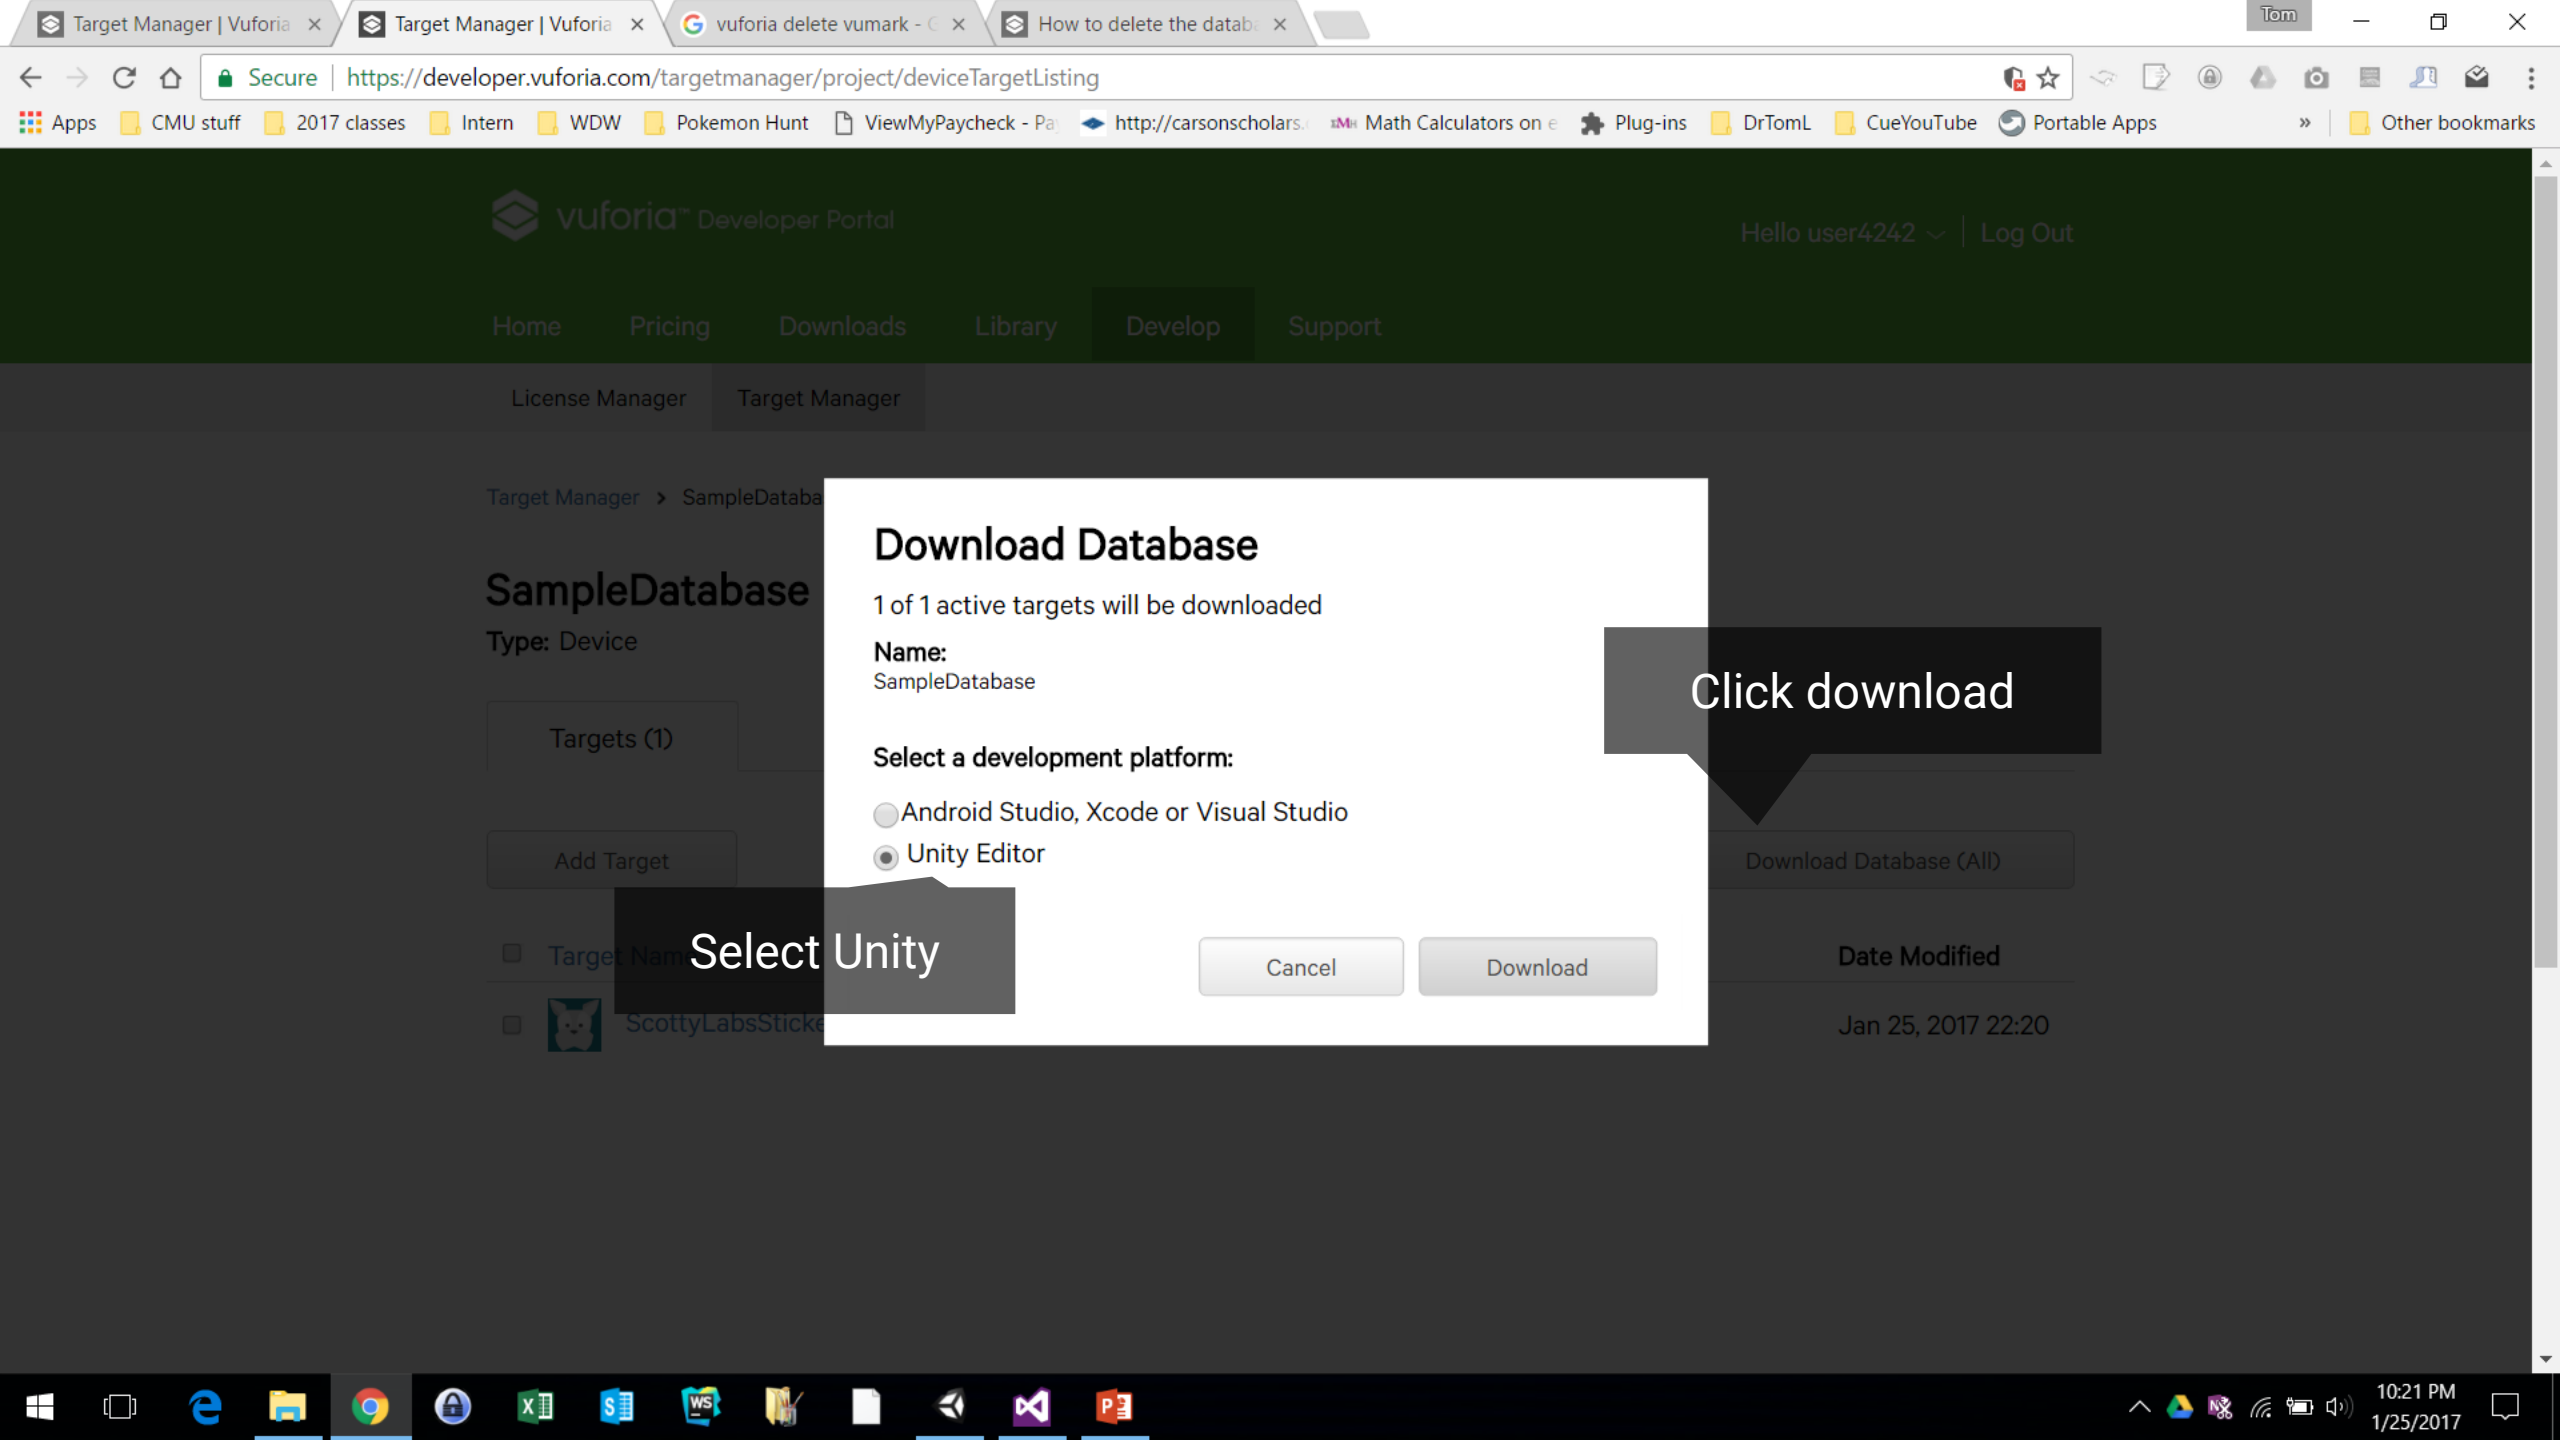 Target Manager | Vuforia
Target Manager | Vuforia
vuforia delete vumark - G
How to delete the databa
Tom
Secure
https://developer.vuforia.com/targetmanager/project/deviceTargetListing
Apps
CMU stuff
2017 classes
Intern
WDW
Pokemon Hunt
ViewMyPaycheck - Pa
http://carsonscholars.
Math Calculators on e
Plug-ins
DrTomL
CueYouTube
Portable Apps
»
Other bookmarks
vuforia™ Developer Portal
Hello user4242
Log Out
Home
Pricing
Downloads
Library
Develop
Support
License Manager
Target Manager
Target Manager > SampleDataba
SampleDatabase
Type: Device
Targets (1)
Add Target
Download Database
1 of 1 active targets will be downloaded
Name:
SampleDatabase
Select a development platform:
Android Studio, Xcode or Visual Studio
Unity Editor
Cancel
Download
Click download
Download Database (All)
Select Unity
Target Name
Date Modified
ScottyLabsSticke
Jan 25, 2017 22:20
10:21 PM
1/25/2017